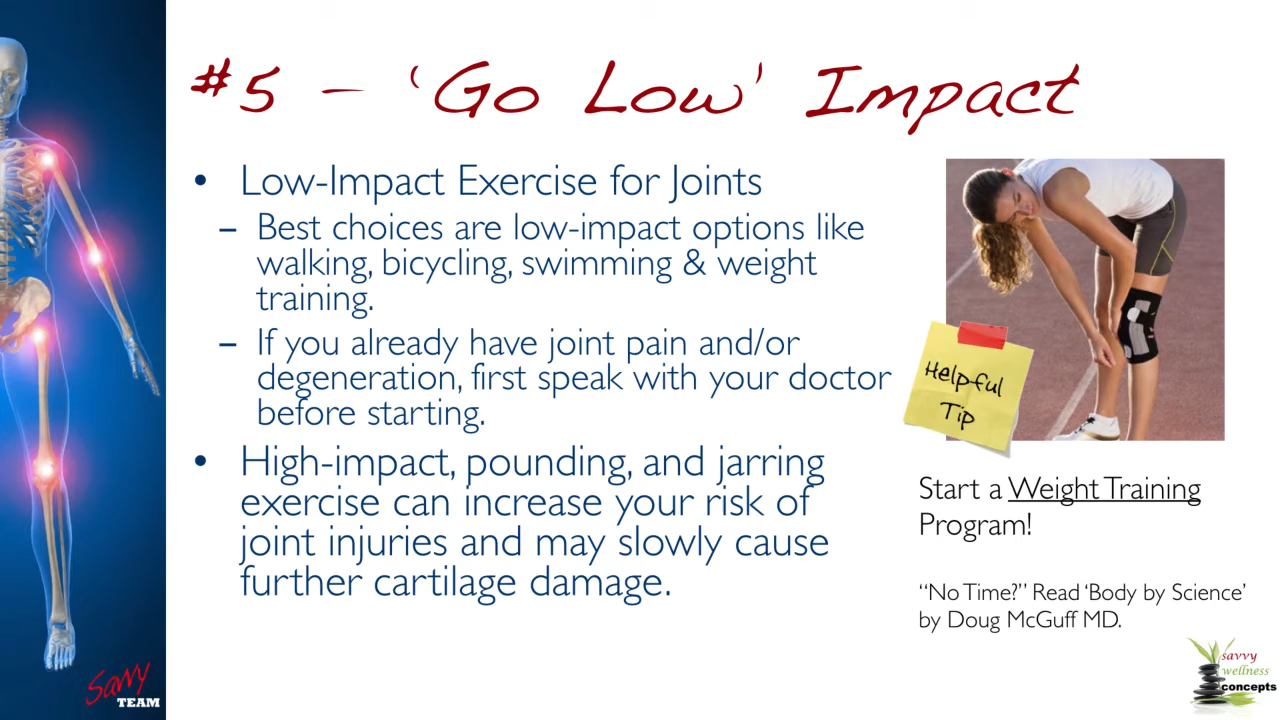 #5 – ‘Go Low’ Impact
• Low-Impact Exercise for Joints
– Best choices are low-impact options like
walking, bicycling, swimming & weight
training.
– If you already have joint pain and/or
degeneration, first speak with your doctor
before starting.
• High-impact, pounding, and jarring
exercise can increase your risk of
joint injuries and may slowly cause
further cartilage damage.
Helpful
Tip
Start a Weight Training
Program!
“No Time?” Read ‘Body by Science’
by Doug McGuff MD.
Savvy
TEAM
savvy
wellness
concepts